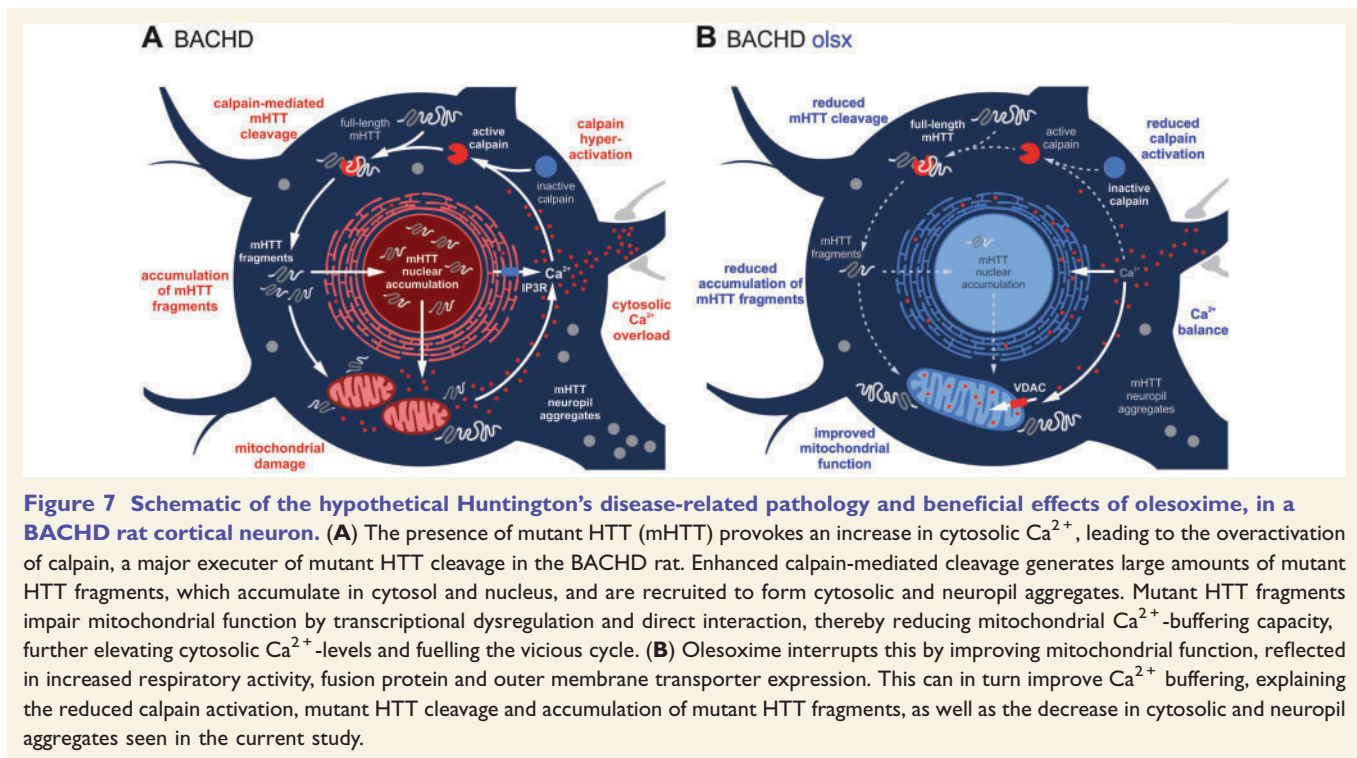 A BACHD
calpain-mediated
mHTT
cleavage
full-length
mHTT
active
calpain
calpain
hyper-
activation
inactive
calpain
mHTT
fragments
mHTT
nuclear
accumulation
Ca2+
IP3R
accumulation
of mHTT
fragments
cytosolic
Ca2+
overload
mHTT
neuropil
aggregates
mitochondrial
damage
B BACHD olsx
reduced
mHTT cleavage
full-length
mHTT
active
calpain
reduced
calpain
activation
inactive
calpain
mHTT
fragments
mHTT
nuclear
accumulation
Ca2+
reduced
accumulation of
mHTT fragments
Ca2+
balance
VDAC
mHTT
neuropil
aggregates
improved
mitochondrial
function
Figure 7 Schematic of the hypothetical Huntington's disease-related pathology and beneficial effects of olesoxime, in a
BACHD rat cortical neuron. (A) The presence of mutant HTT (mHTT) provokes an increase in cytosolic Ca2+, leading to the overactivation
of calpain, a major executer of mutant HTT cleavage in the BACHD rat. Enhanced calpain-mediated cleavage generates large amounts of mutant
HTT fragments, which accumulate in cytosol and nucleus, and are recruited to form cytosolic and neuropil aggregates. Mutant HTT fragments
impair mitochondrial function by transcriptional dysregulation and direct interaction, thereby reducing mitochondrial Ca2+-buffering capacity,
further elevating cytosolic Ca2+-levels and fuelling the vicious cycle. (B) Olesoxime interrupts this by improving mitochondrial function, reflected
in increased respiratory activity, fusion protein and outer membrane transporter expression. This can in turn improve Ca2+ buffering, explaining
the reduced calpain activation, mutant HTT cleavage and accumulation of mutant HTT fragments, as well as the decrease in cytosolic and neuropil
aggregates seen in the current study.